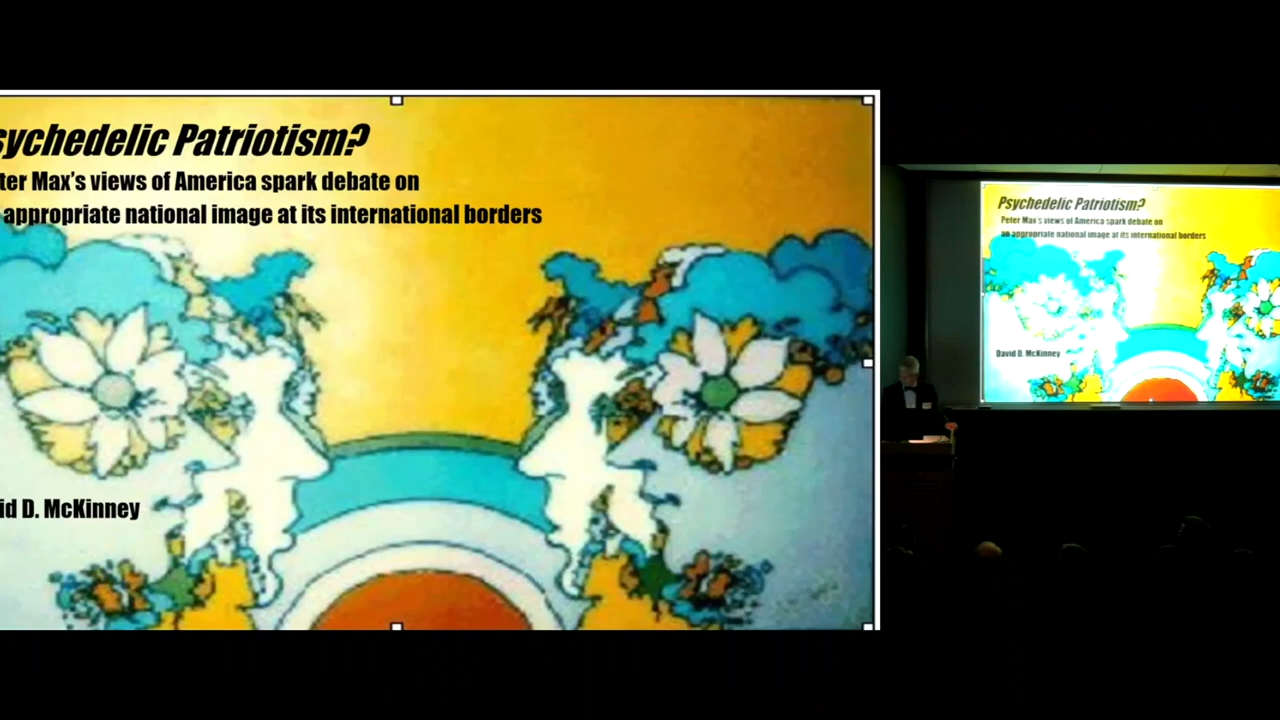 sychedelic Patriotism?
ter Max's views of America spark debate on
appropriate national image at its international borders
id D. McKinney
Psychedelic Patriotism?
Peter Max's views of America spark debate on
an appropriate national image at its international borders
David D. McKinney